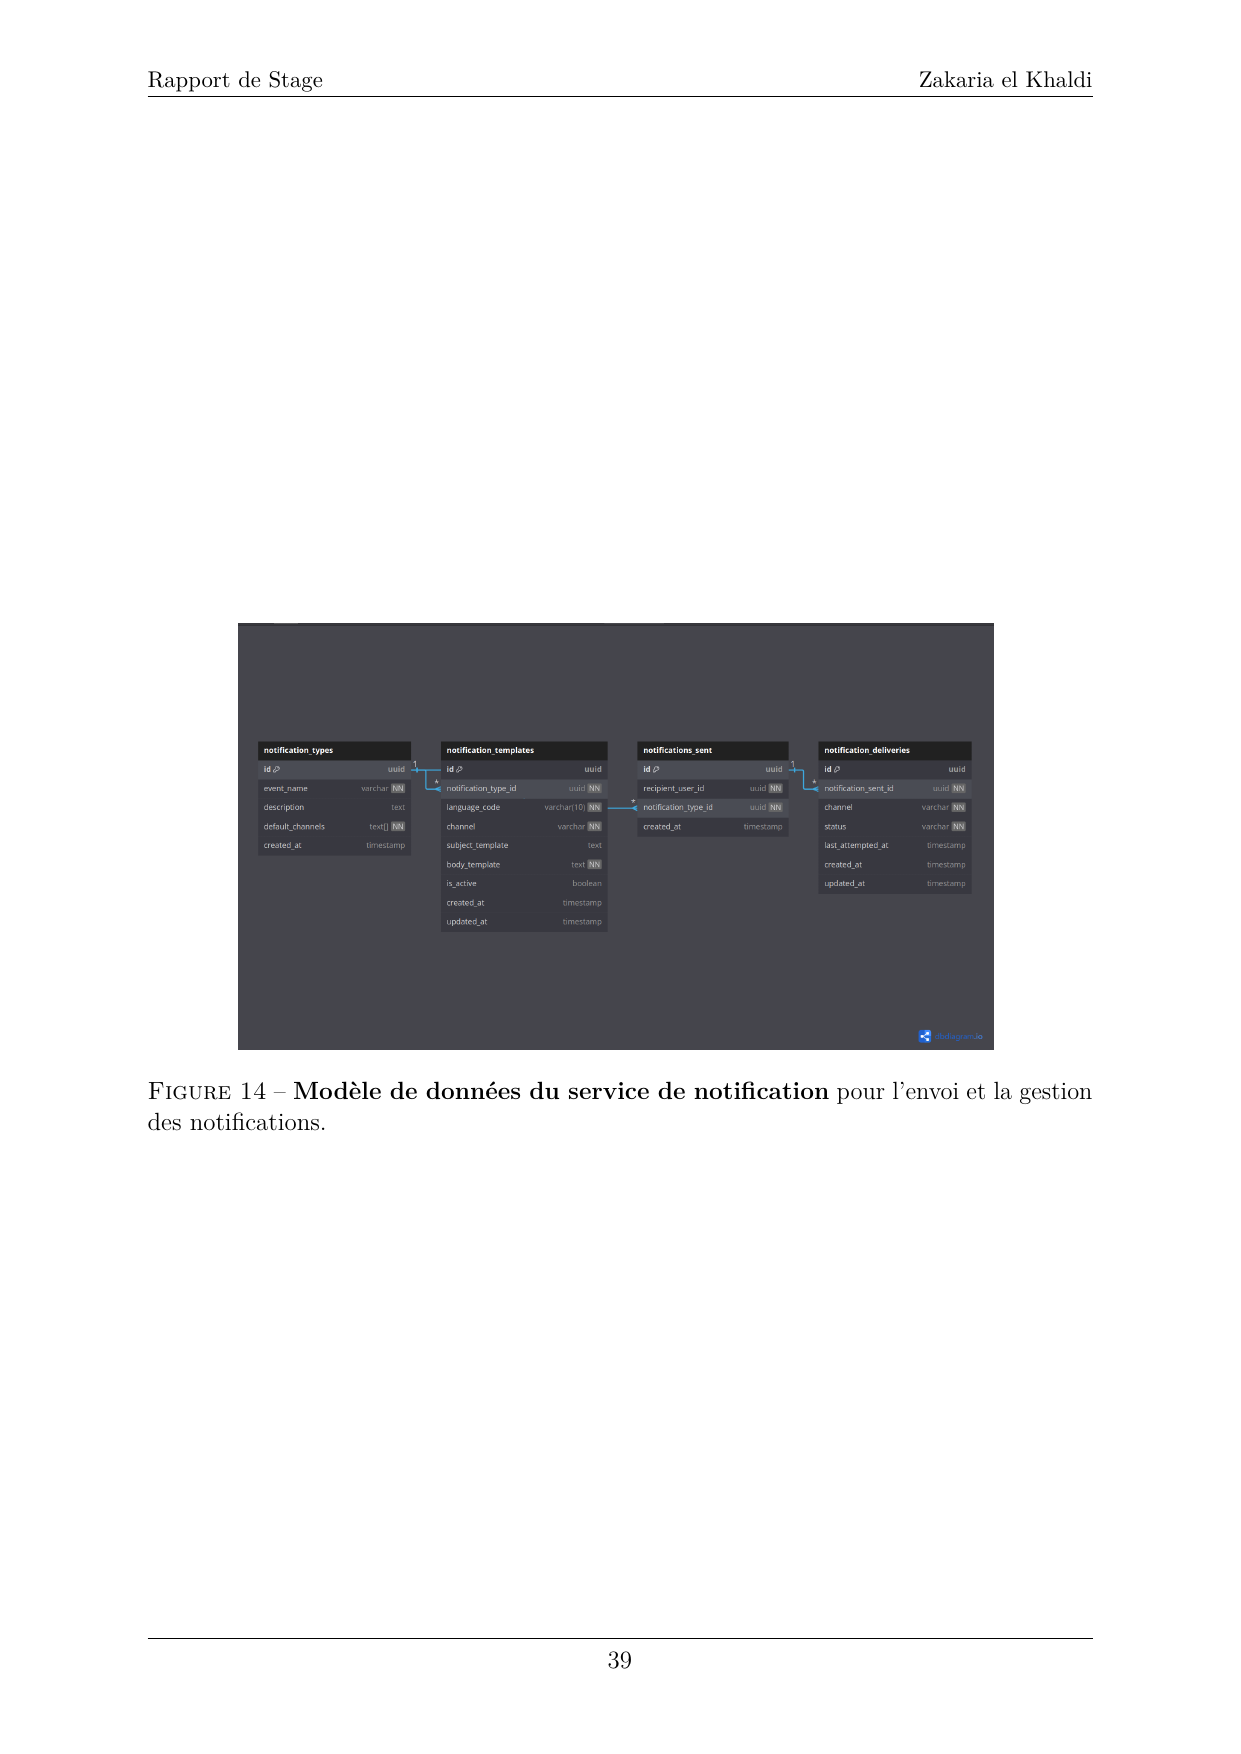 Rapport de Stage Zakaria el Khaldi
notification_types
id uuid
event_name varchar NN
description text
default_channels text[] NN
created_at timestamp
1
*
notification_templates
id uuid
notification_type_id uuid NN
language_code varchar(10) NN
channel varchar NN
subject_template text
body_template text NN
is_active boolean
created_at timestamp
updated_at timestamp
*
notifications_sent
id uuid
recipient_user_id uuid NN
notification_type_id uuid NN
created_at timestamp
1
*
notification_deliveries
id uuid
notification_sent_id uuid NN
channel varchar NN
status varchar NN
last_attempted_at timestamp
created_at timestamp
updated_at timestamp
dbdiagram.io
FIGURE 14 – Modèle de données du service de notification pour l'envoi et la gestion
des notifications.
39